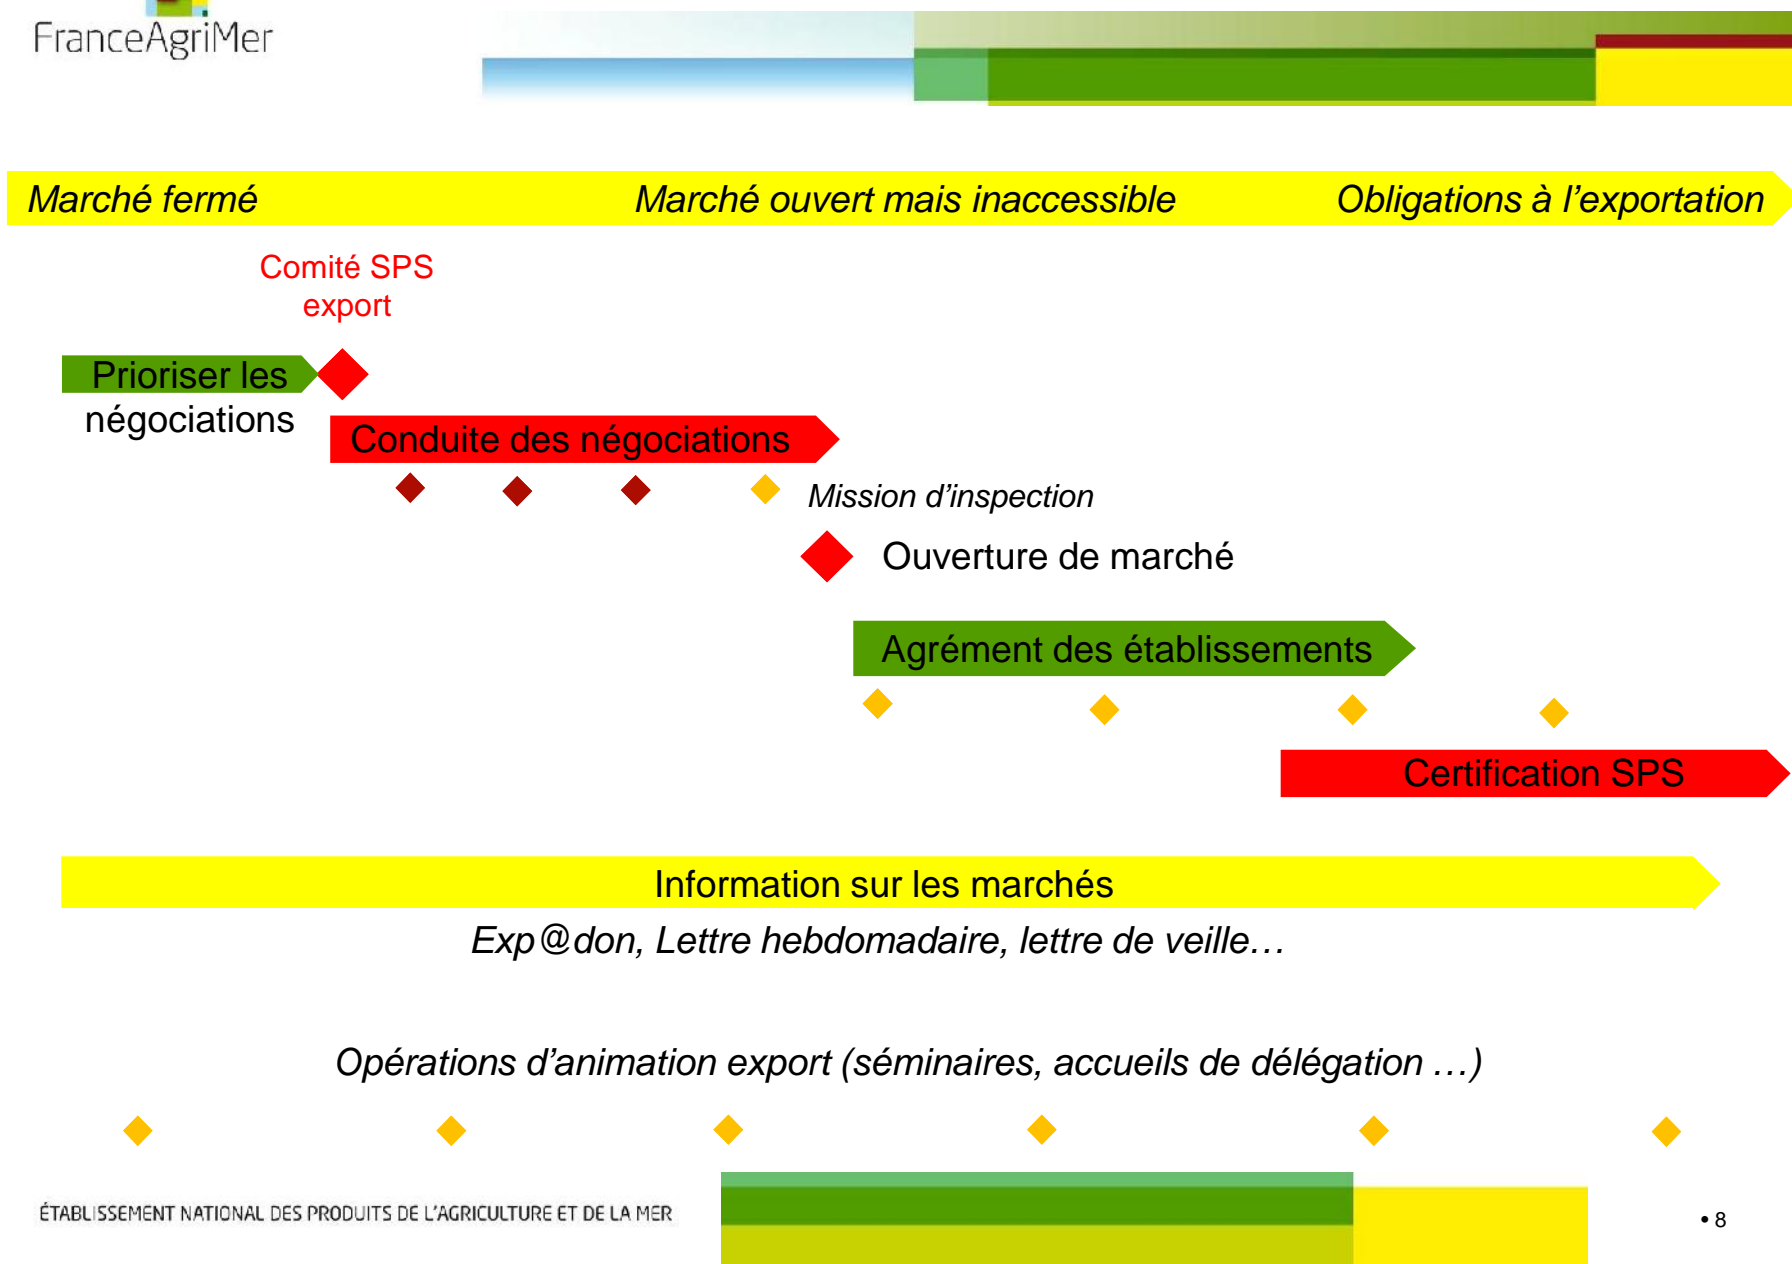 FranceAgriMer
Marché fermé
Marché ouvert mais inaccessible
Obligations à l’exportation
Comité SPS
export
Prioriser les
négociations
Conduite des négociations
Mission d’inspection
Ouverture de marché
Agrément des établissements
Certification SPS
Information sur les marchés
Exp@don, Lettre hebdomadaire, lettre de veille…
Opérations d’animation export (séminaires, accueils de délégation …)
ÉTABLISSEMENT NATIONAL DES PRODUITS DE L’AGRICULTURE ET DE LA MER
• 8